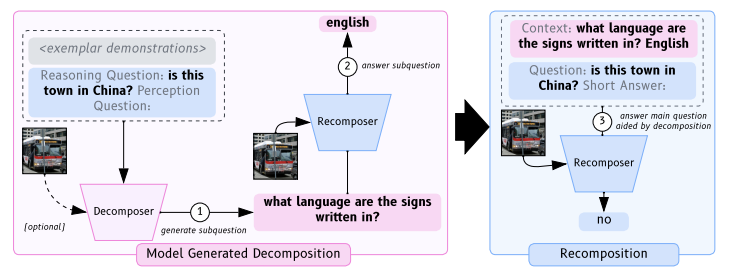 <exemplar demonstrations>
Reasoning Question: is this
town in China? Perception
Question:
[optional]
Decomposer
1
generate subquestion
what language are the signs
written in?
Recomposer
2
answer subquestion
english
Model Generated Decomposition
Context: what language are
the signs written in? English
Question: is this town in
China? Short Answer:
3
answer main question
aided by decomposition
Recomposer
no
Recomposition